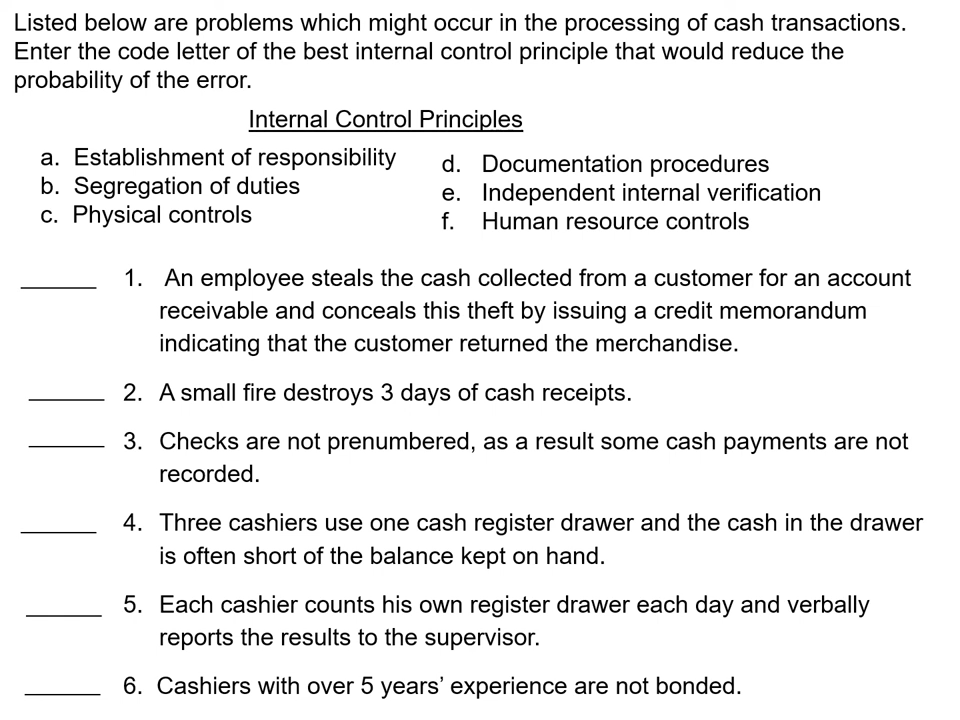 Listed below are problems which might occur in the processing of cash transactions.
Enter the code letter of the best internal control principle that would reduce the
probability of the error.
Internal Control Principles
a. Establishment of responsibility
b. Segregation of duties
c. Physical controls
d. Documentation procedures
e. Independent internal verification
f. Human resource controls
______ 1. An employee steals the cash collected from a customer for an account
receivable and conceals this theft by issuing a credit memorandum
indicating that the customer returned the merchandise.
______ 2. A small fire destroys 3 days of cash receipts.
______ 3. Checks are not prenumbered, as a result some cash payments are not
recorded.
______ 4. Three cashiers use one cash register drawer and the cash in the drawer
is often short of the balance kept on hand.
______ 5. Each cashier counts his own register drawer each day and verbally
reports the results to the supervisor.
______ 6. Cashiers with over 5 years’ experience are not bonded.